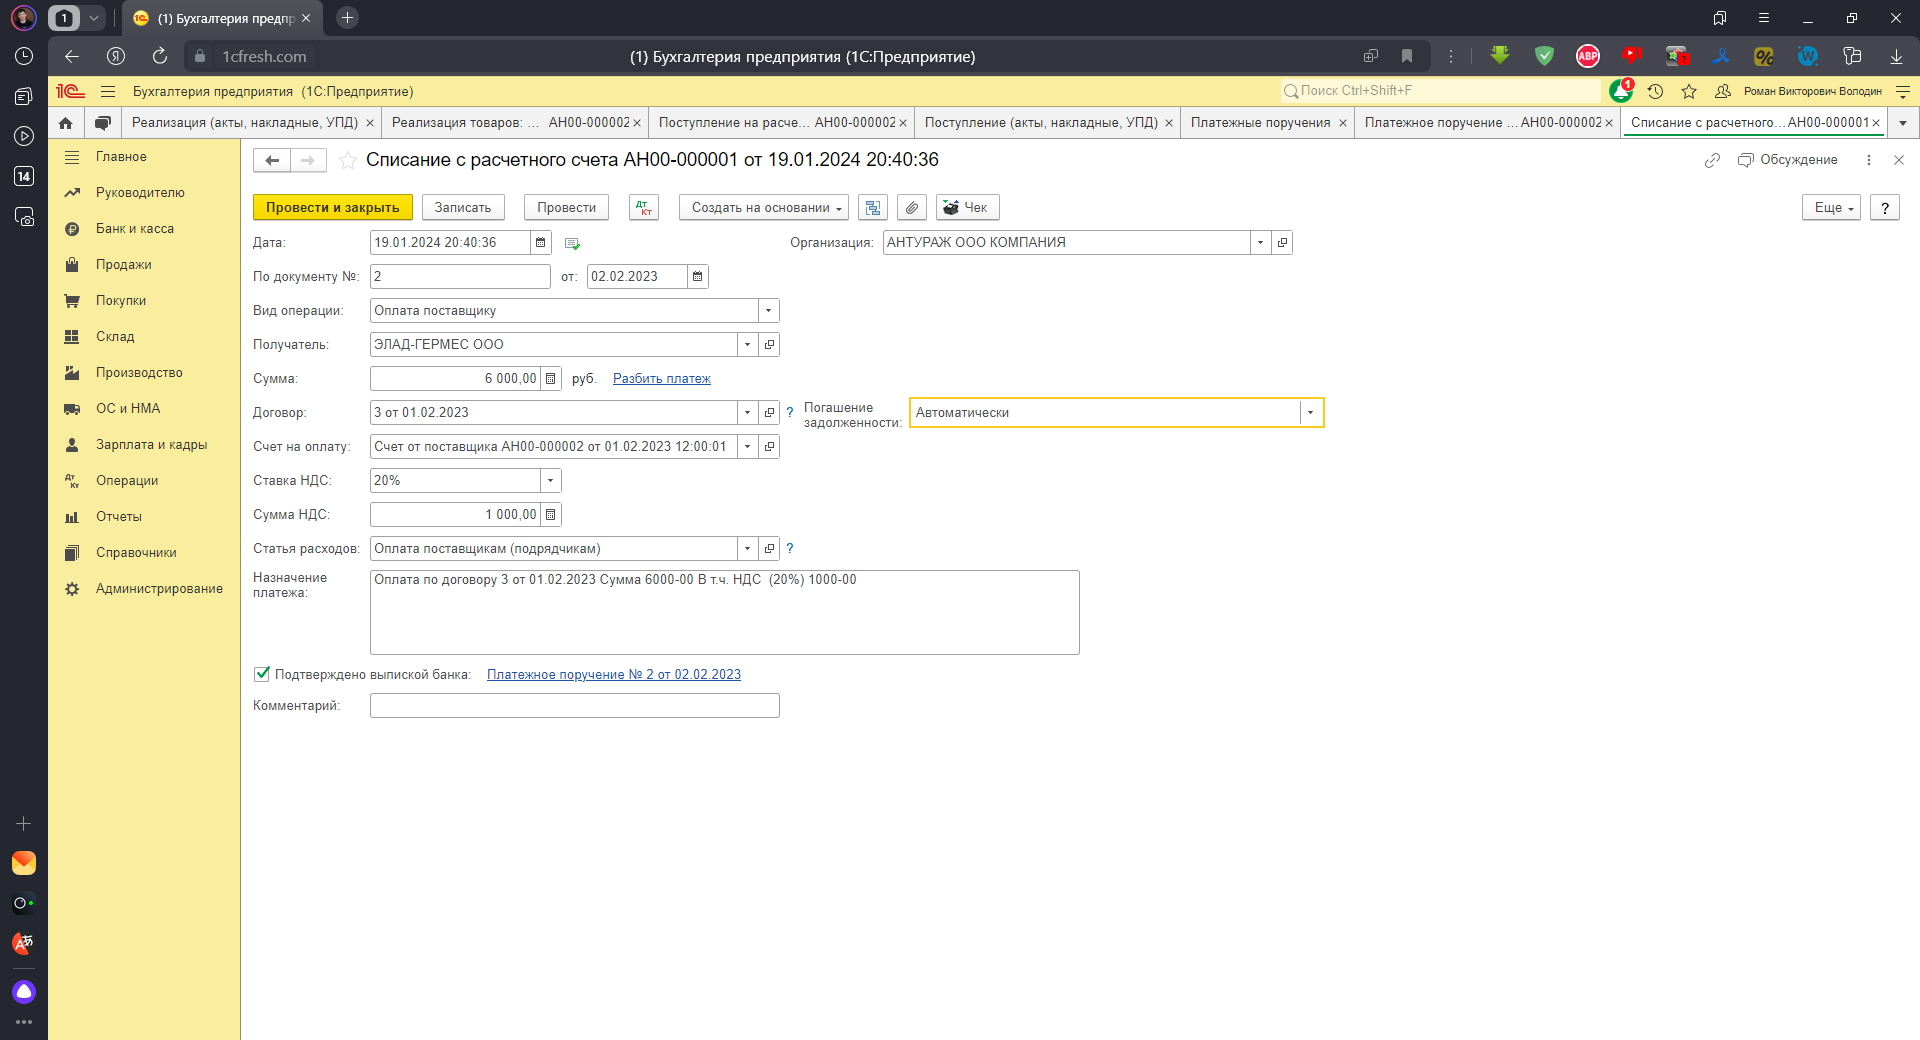 1
(1) Бухгалтерия предпр
1cfresh.com
(1) Бухгалтерия предприятия (1С:Предприятие)
ABP
14
Бухгалтерия предприятия (1С:Предприятие)
Поиск Ctrl+Shift+F
1
Роман Викторович Володин
Реализация (акты, накладные, УПД)
Реализация товаров: ... АН00-000002
Поступление на расче... АН00-000002
Поступление (акты, накладные, УПД)
Платежные поручения
Платежное поручение ...АН00-000002
Списание с расчетного...АН00-000001
Главное
Руководителю
Банк и касса
Продажи
Покупки
Склад
Производство
ОС и НМА
Зарплата и кадры
Операции
Отчеты
Справочники
Администрирование
Списание с расчетного счета АН00-000001 от 19.01.2024 20:40:36
Обсуждение
Провести и закрыть
Записать
Провести
Дт Кт
Создать на основании
Чек
Еще
?
Дата: 19.01.2024 20:40:36
Организация: АНТУРАЖ ООО КОМПАНИЯ
По документу №: 2 от: 02.02.2023
Вид операции: Оплата поставщику
Получатель: ЭЛАД-ГЕРМЕС ООО
Сумма: 6 000,00 руб. Разбить платеж
Договор: 3 от 01.02.2023 ?
Погашение
задолженности: Автоматически
Счет на оплату: Счет от поставщика АН00-000002 от 01.02.2023 12:00:01
Ставка НДС: 20%
Сумма НДС: 1 000,00
Статья расходов: Оплата поставщикам (подрядчикам) ?
Назначение
платежа:
Оплата по договору 3 от 01.02.2023 Сумма 6000-00 В т.ч. НДС (20%) 1000-00
Подтверждено выпиской банка: Платежное поручение № 2 от 02.02.2023
Комментарий: